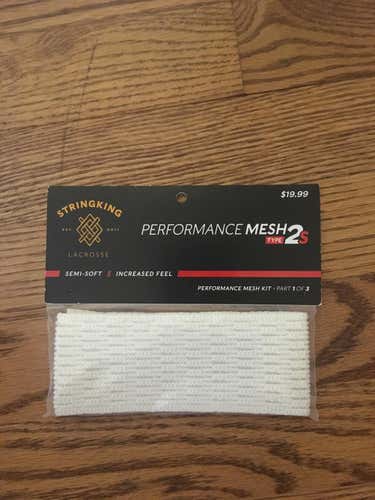 $19.99
STRINGKING
EST. 2011
LACROSSE
PERFORMANCE MESH
TYPE 2S
SEMI-SOFT INCREASED FEEL
PERFORMANCE MESH KIT • PART 1 OF 3